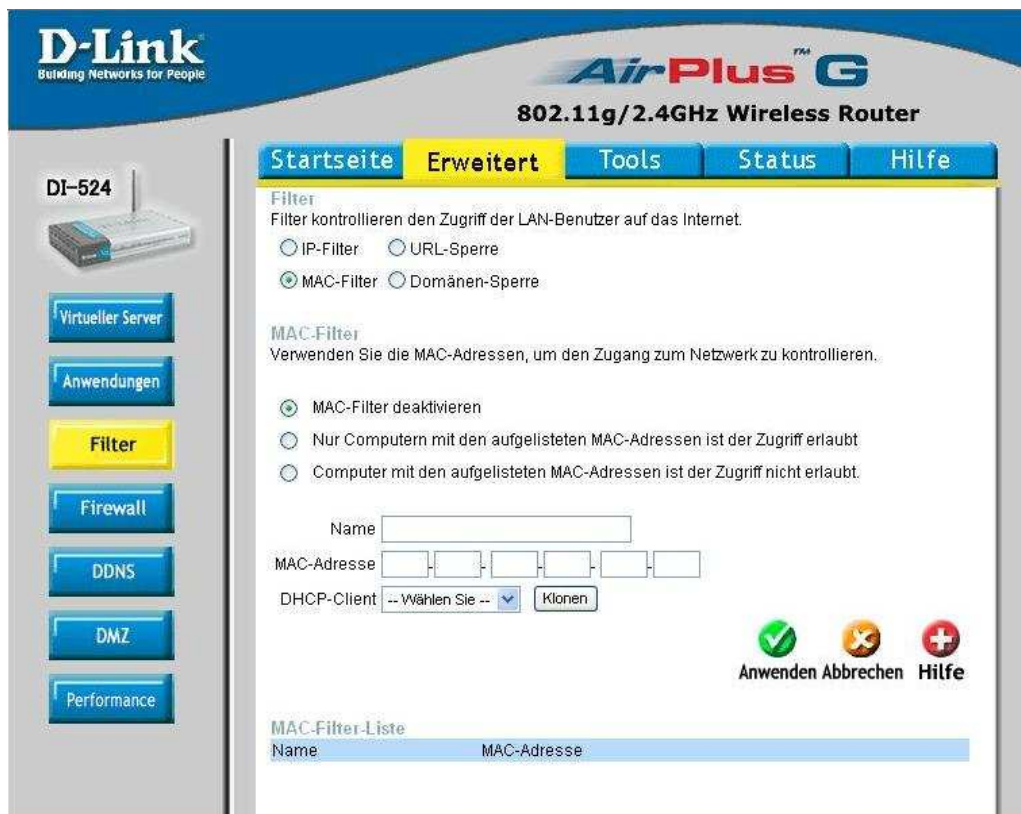 D-Link
Building Networks for People
AirPlus™ G
802.11g/2.4GHz Wireless Router
DI-524
Startseite Erweitert Tools Status Hilfe
Virtueller Server
Anwendungen
Filter
Firewall
DDNS
DMZ
Performance
Filter
Filter kontrollieren den Zugriff der LAN-Benutzer auf das Internet.
IP-Filter URL-Sperre
MAC-Filter Domänen-Sperre
MAC-Filter
Verwenden Sie die MAC-Adressen, um den Zugang zum Netzwerk zu kontrollieren.
MAC-Filter deaktivieren
Nur Computern mit den aufgelisteten MAC-Adressen ist der Zugriff erlaubt
Computer mit den aufgelisteten MAC-Adressen ist der Zugriff nicht erlaubt.
Name
MAC-Adresse - - - - -
DHCP-Client -- Wählen Sie -- Klonen
Anwenden Abbrechen Hilfe
MAC-Filter-Liste
Name MAC-Adresse